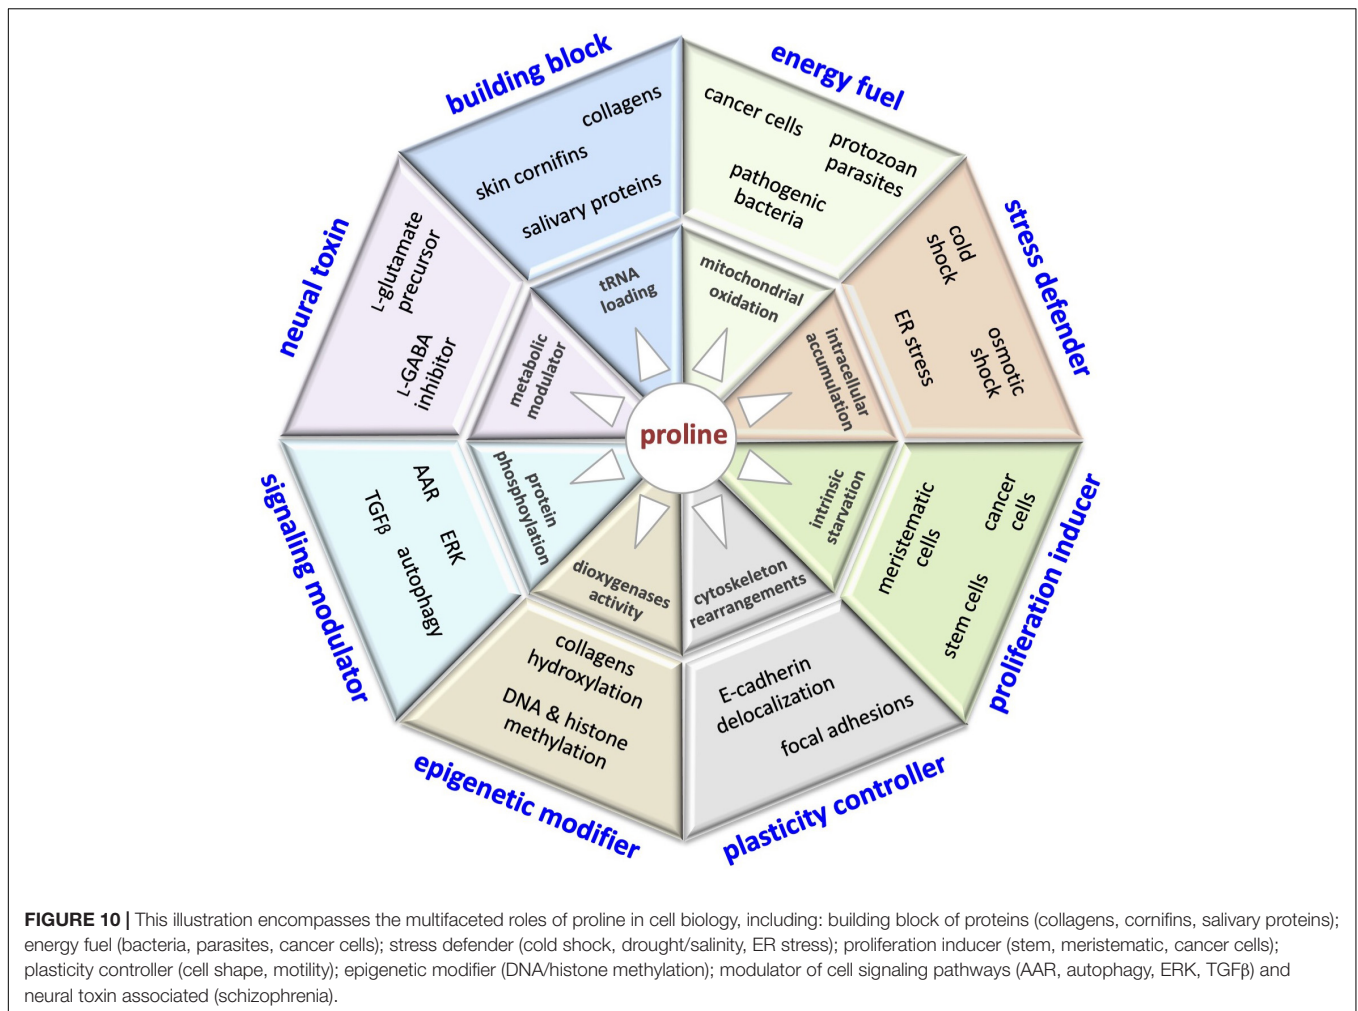 building block
collagens
skin cornifins
salivary proteins
tRNA
loading
energy fuel
cancer cells
protozoan
parasites
pathogenic
bacteria
mitochondrial
oxidation
stress defender
cold
shock
ER stress
osmotic
shock
intracellular
accumulation
proliferation inducer
cancer
cells
meristematic
cells
stem cells
intrinsic
starvation
plasticity controller
E-cadherin
delocalization
focal adhesions
cytoskeleton
rearrangements
epigenetic modifier
collagens
hydroxylation
DNA & histone
methylation
dioxygenases
activity
signaling modulator
AAR
TGFβ
ERK
autophagy
protein
phosphoylation
neural toxin
L-glutamate
precursor
L-GABA
inhibitor
metabolic
modulator
proline
FIGURE 10 | This illustration encompasses the multifaceted roles of proline in cell biology, including: building block of proteins (collagens, cornifins, salivary proteins);
energy fuel (bacteria, parasites, cancer cells); stress defender (cold shock, drought/salinity, ER stress); proliferation inducer (stem, meristematic, cancer cells);
plasticity controller (cell shape, motility); epigenetic modifier (DNA/histone methylation); modulator of cell signaling pathways (AAR, autophagy, ERK, TGFβ) and
neural toxin associated (schizophrenia).